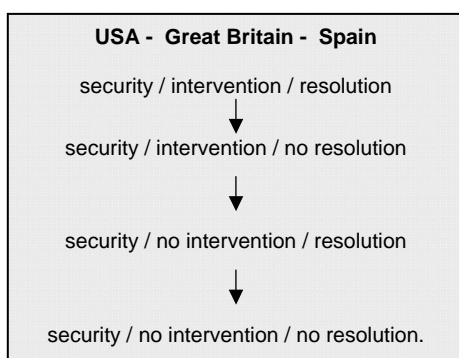 USA - Great Britain - Spain
security / intervention / resolution
security / intervention / no resolution
security / no intervention / resolution
security / no intervention / no resolution.